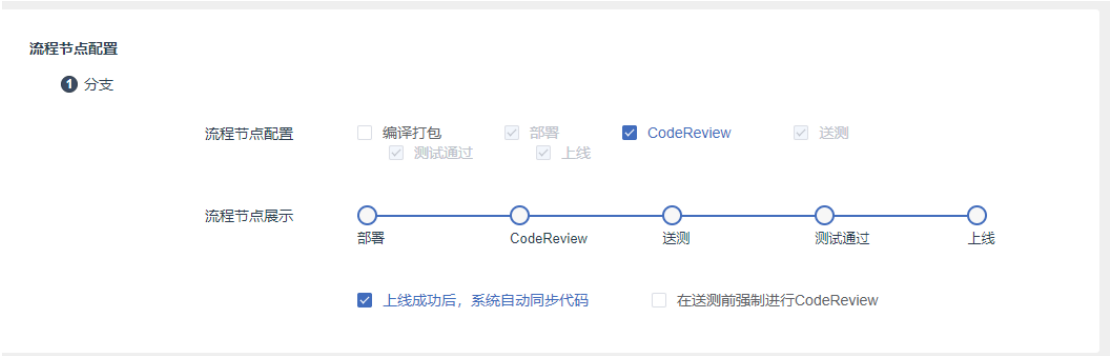 流程节点配置
1 分支
流程节点配置 编译打包 部署 CodeReview 送测
测试通过 上线
流程节点展示
部署 CodeReview 送测 测试通过 上线
上线成功后，系统自动同步代码 在送测前强制进行CodeReview